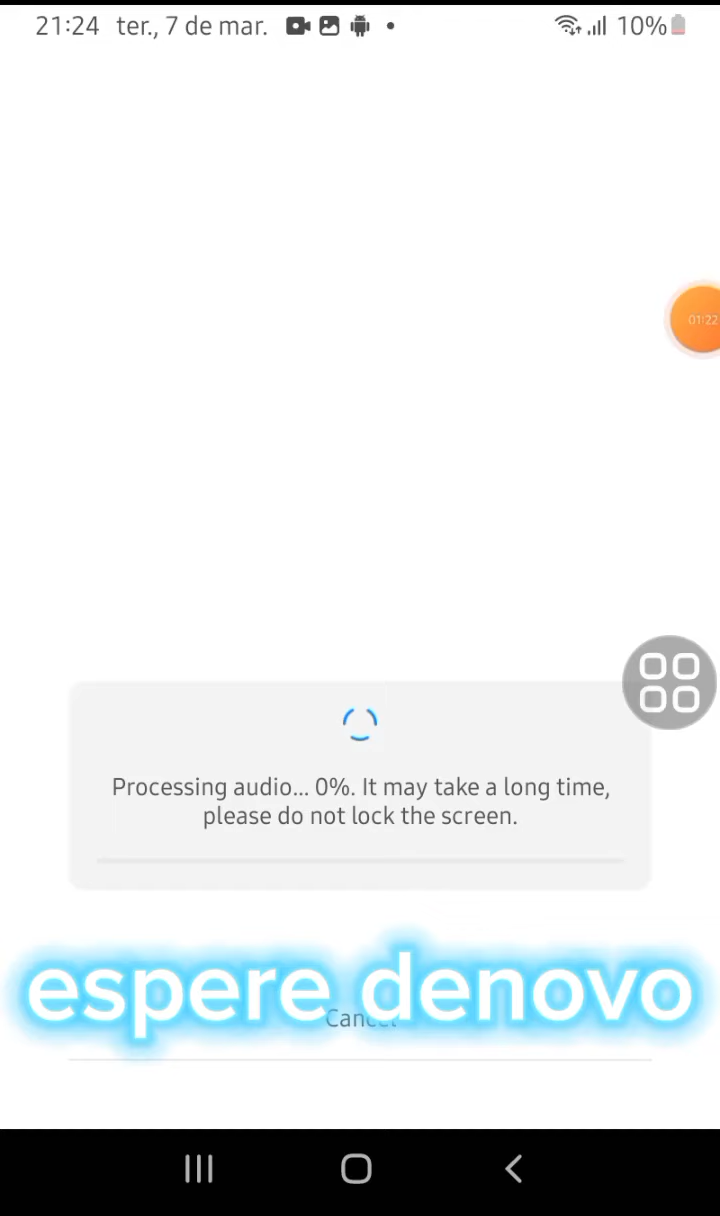 21:24 ter., 7 de mar. 10%
01:22
Processing audio... 0%. It may take a long time,
please do not lock the screen.
espere denovo
Cancel